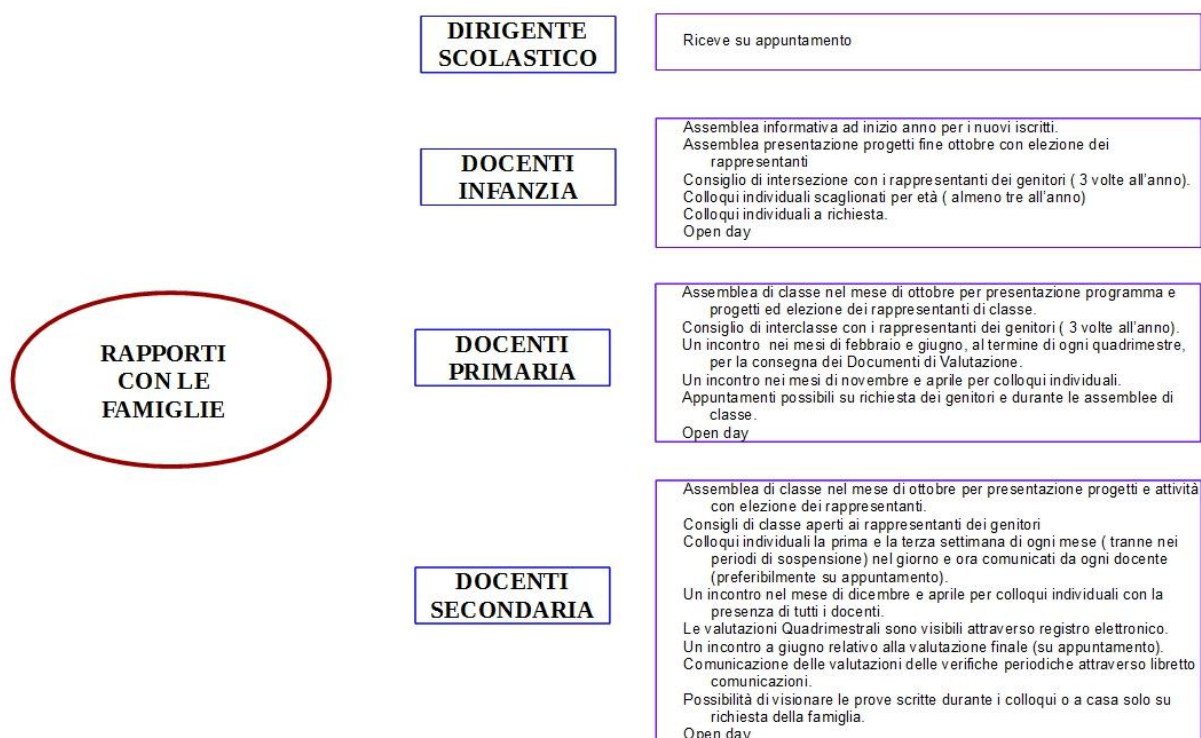 DIRIGENTE
SCOLASTICO
Riceve su appuntamento
DOCENTI
INFANZIA
Assemblea informativa ad inizio anno per i nuovi iscritti.
Assemblea presentazione progetti fine ottobre con elezione dei
rappresentanti
Consiglio di intersezione con i rappresentanti dei genitori ( 3 volte all'anno).
Colloqui individuali scaglionati per età ( almeno tre all'anno)
Colloqui individuali a richiesta.
Open day
RAPPORTI
CON LE
FAMIGLIE
DOCENTI
PRIMARIA
Assemblea di classe nel mese di ottobre per presentazione programma e
progetti ed elezione dei rappresentanti di classe.
Consiglio di interclasse con i rappresentanti dei genitori ( 3 volte all'anno).
Un incontro nei mesi di febbraio e giugno, al termine di ogni quadrimestre,
per la consegna dei Documenti di Valutazione.
Un incontro nei mesi di novembre e aprile per colloqui individuali.
Appuntamenti possibili su richiesta dei genitori e durante le assemblee di
classe.
Open day
DOCENTI
SECONDARIA
Assemblea di classe nel mese di ottobre per presentazione progetti e attività
con elezione dei rappresentanti.
Consigli di classe aperti ai rappresentanti dei genitori
Colloqui individuali la prima e la terza settimana di ogni mese ( tranne nei
periodi di sospensione) nel giorno e ora comunicati da ogni docente
(preferibilmente su appuntamento).
Un incontro nel mese di dicembre e aprile per colloqui individuali con la
presenza di tutti i docenti.
Le valutazioni Quadrimestrali sono visibili attraverso registro elettronico.
Un incontro a giugno relativo alla valutazione finale (su appuntamento).
Comunicazione delle valutazioni delle verifiche periodiche attraverso libretto
comunicazioni.
Possibilità di visionare le prove scritte durante i colloqui o a casa solo su
richiesta della famiglia.
Open day